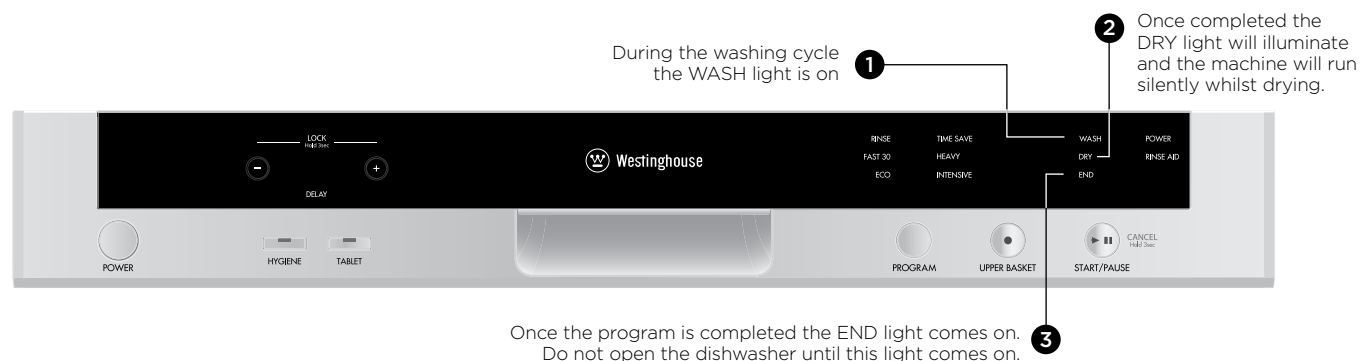 During the washing cycle
the WASH light is on
1
2
Once completed the
DRY light will illuminate
and the machine will run
silently whilst drying.
LOCK
Hold 3sec
-
+
DELAY
Westinghouse
RINSE TIME SAVE WASH POWER
FAST 30 HEAVY DRY RINSE AID
ECO INTENSIVE END
POWER
HYGIENE
TABLET
PROGRAM
UPPER BASKET
START/PAUSE
CANCEL
Hold 3sec
Once the program is completed the END light comes on.
Do not open the dishwasher until this light comes on.
3